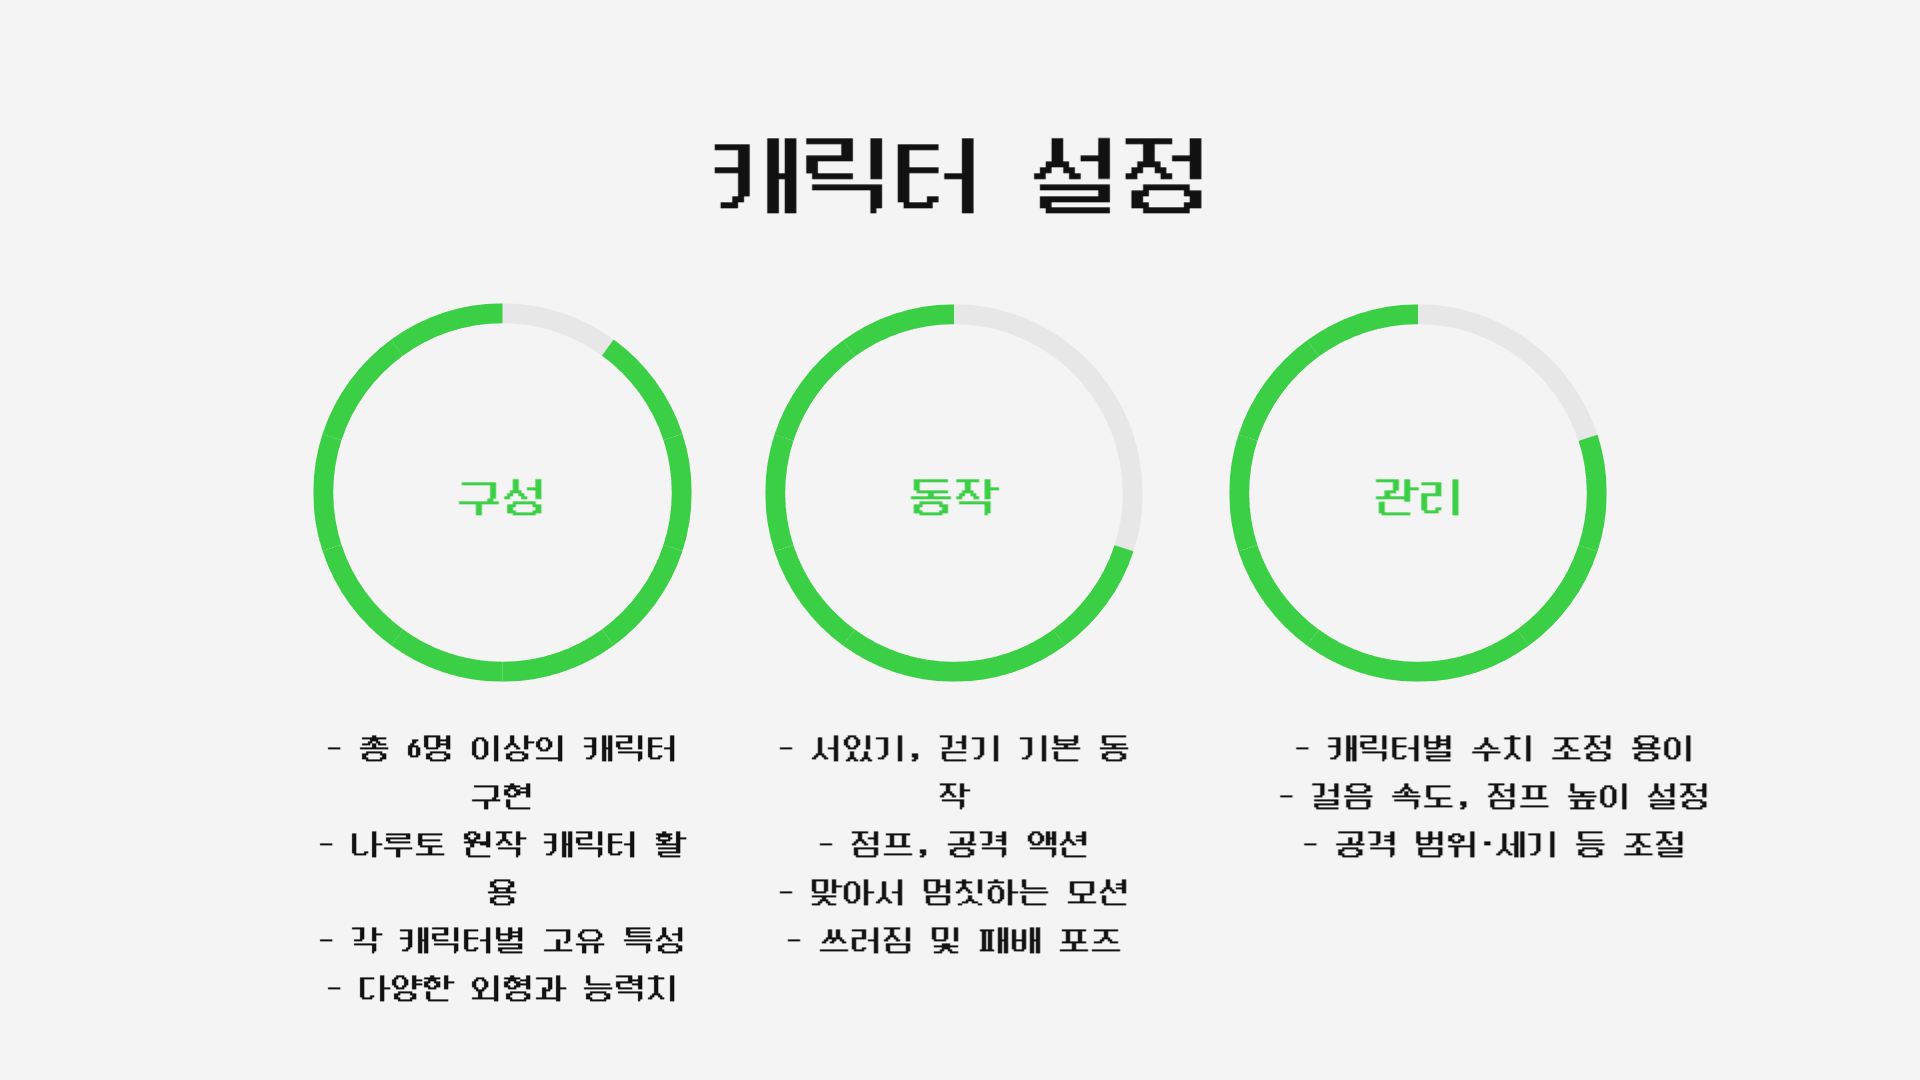 캐릭터 설정
구성
동작
관리
- 총 6명 이상의 캐릭터
구현
- 나루토 원작 캐릭터 활
용
- 각 캐릭터별 고유 특성
- 다양한 외형과 능력치
- 서있기, 걷기 기본 동
작
- 점프, 공격 액션
- 맞아서 멈칫하는 모션
- 쓰러짐 및 패배 포즈
- 캐릭터별 수치 조정 용이
- 걸음 속도, 점프 높이 설정
- 공격 범위·세기 등 조절